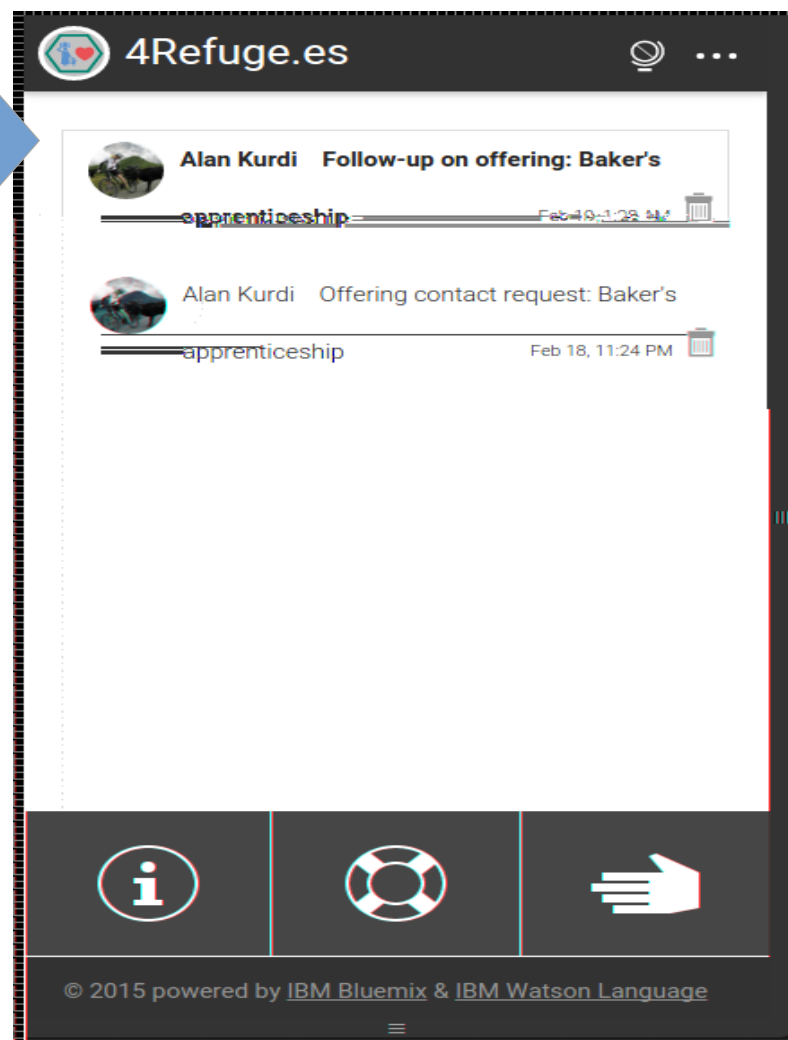 4Refuge.es
Alan Kurdi Follow-up on offering: Baker's
apprenticeship
Alan Kurdi Offering contact request: Baker's
apprenticeship Feb 18, 11:24 PM
© 2015 powered by IBM Bluemix & IBM Watson Language